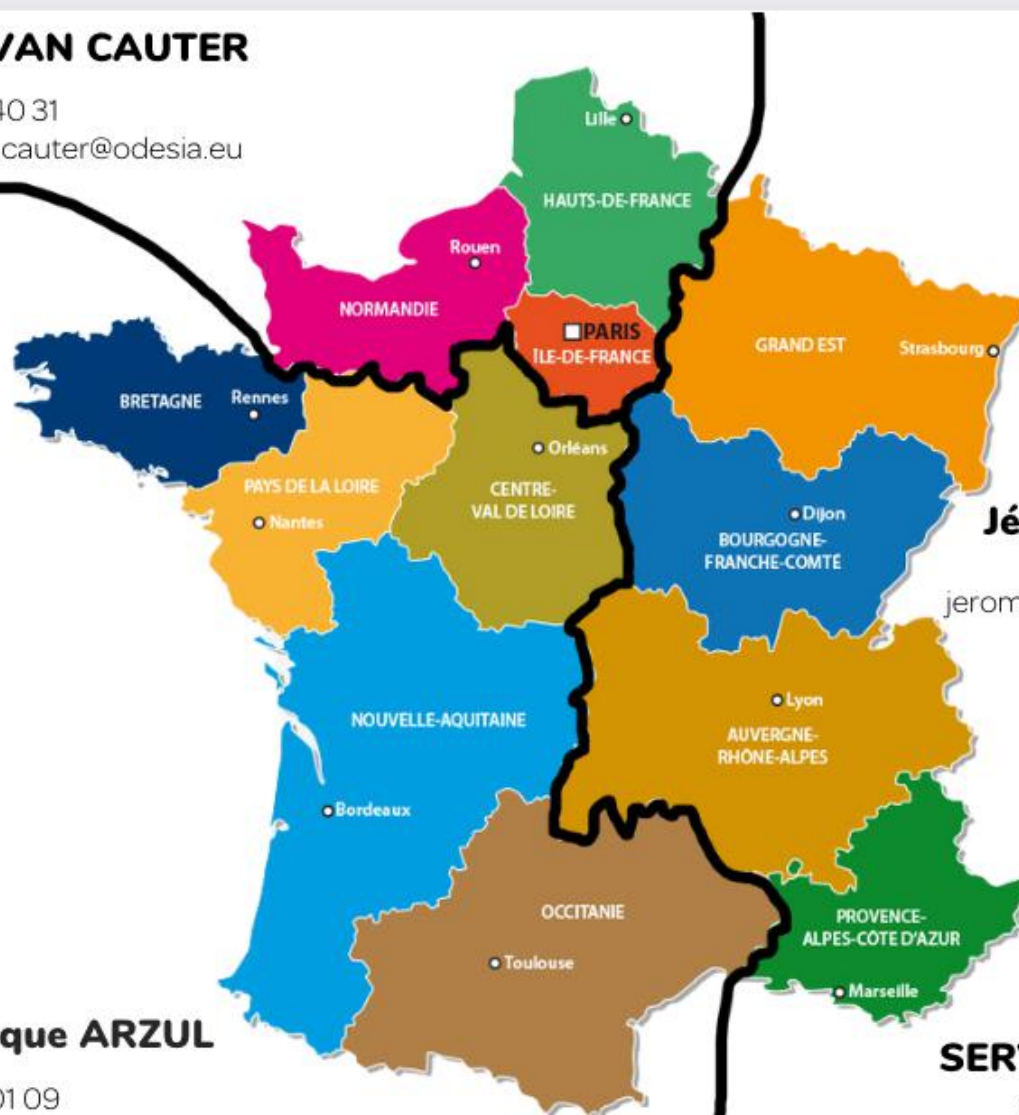 VAN CAUTER
40 31
cauter@odesia.eu
Lille
HAUTS-DE-FRANCE
Rouen
NORMANDIE
PARIS
ÎLE-DE-FRANCE
GRAND EST
Strasbourg
BRETAGNE
Rennes
Orléans
PAYS DE LA LOIRE
Nantes
CENTRE-
VAL DE LOIRE
Dijon
BOURGOGNE-
FRANCHE-COMTÉ
Jé
jerom
Lyon
NOUVELLE-AQUITAINE
AUVERGNE-
RHÔNE-ALPES
Bordeaux
OCCITANIE
PROVENCE-
ALPES-CÔTE D'AZUR
Toulouse
Marseille
que ARZUL
01 09
SER